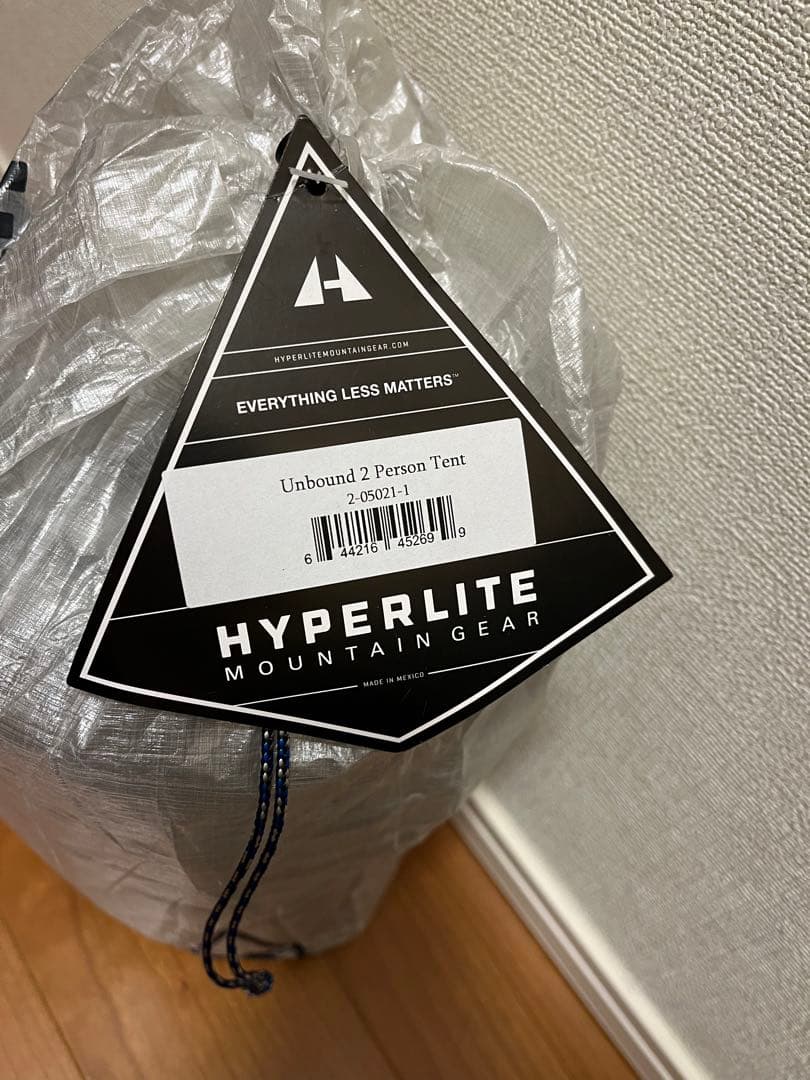 HYPERLITEMOUNTAINGEAR.COM
EVERYTHING LESS MATTERS™
Unbound 2 Person Tent
2-05021-1
6 44216 45269 9
HYPERLITE
MOUNTAIN GEAR
MADE IN MEXICO